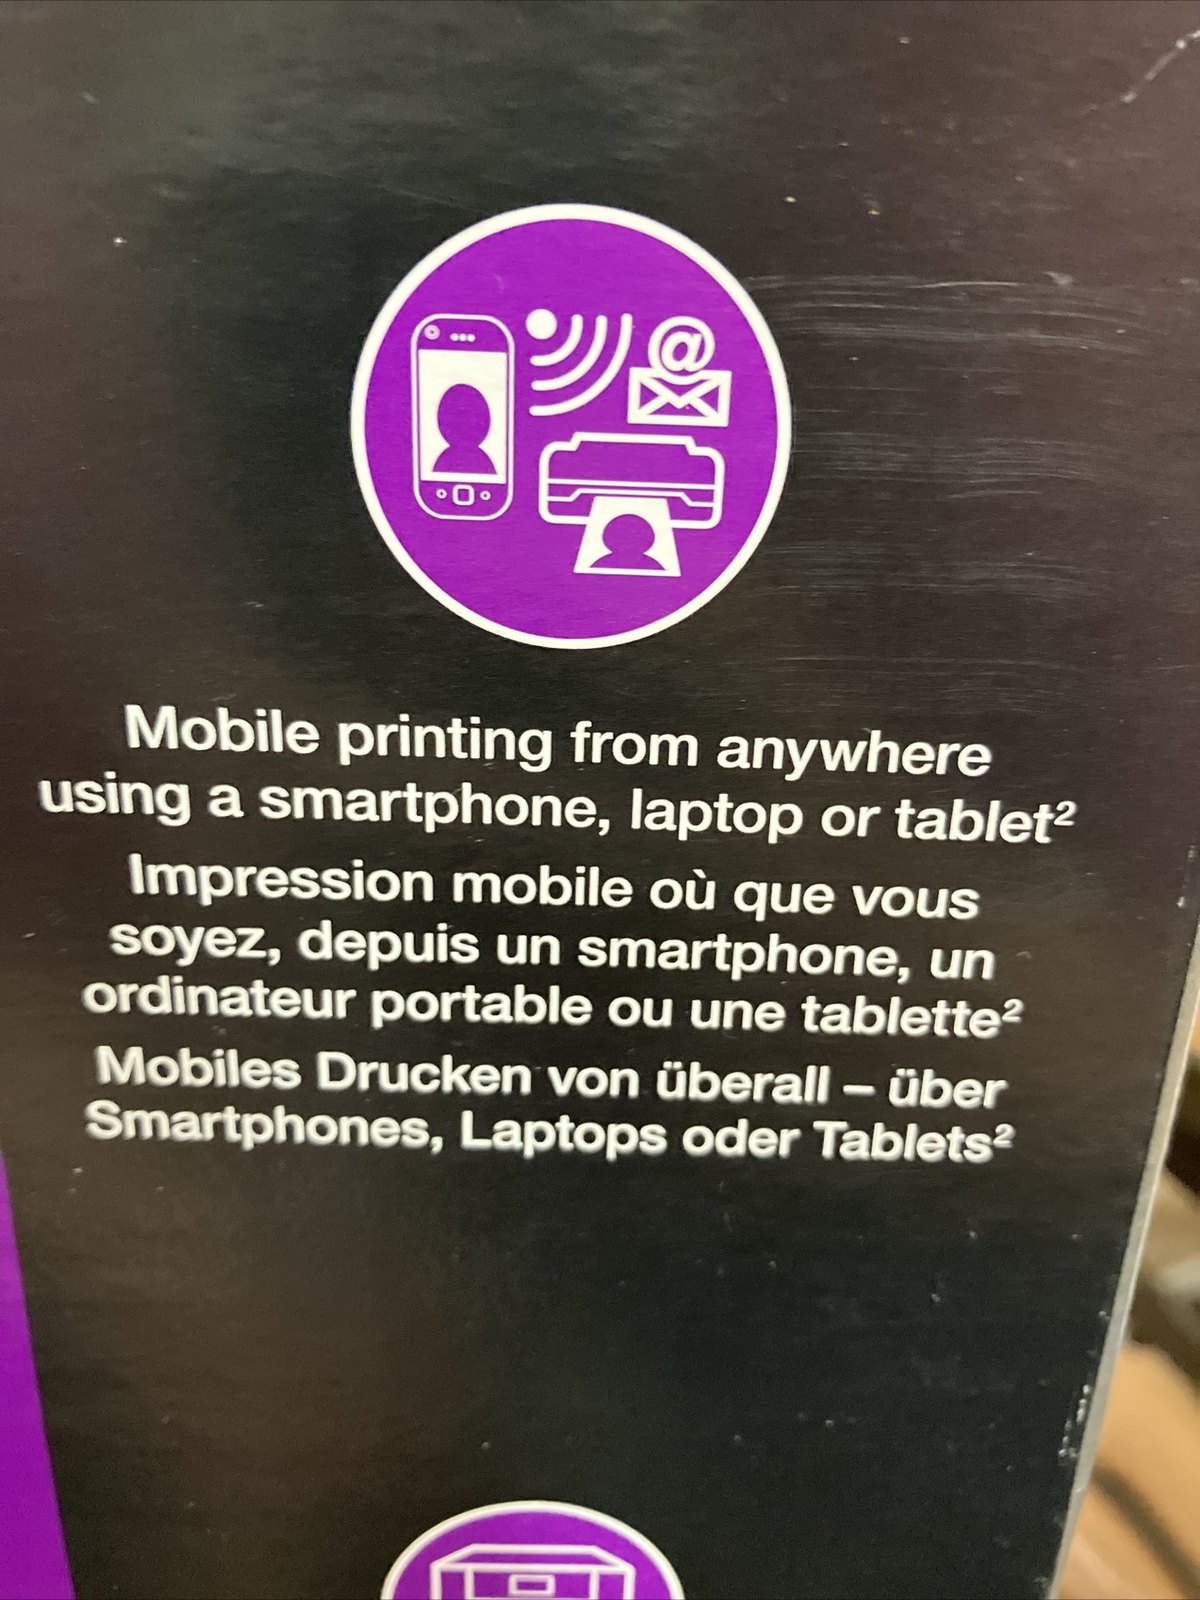 @
Mobile printing from anywhere
using a smartphone, laptop or tablet²
Impression mobile où que vous
soyez, depuis un smartphone, un
ordinateur portable ou une tablette²
Mobiles Drucken von überall – über
Smartphones, Laptops oder Tablets²